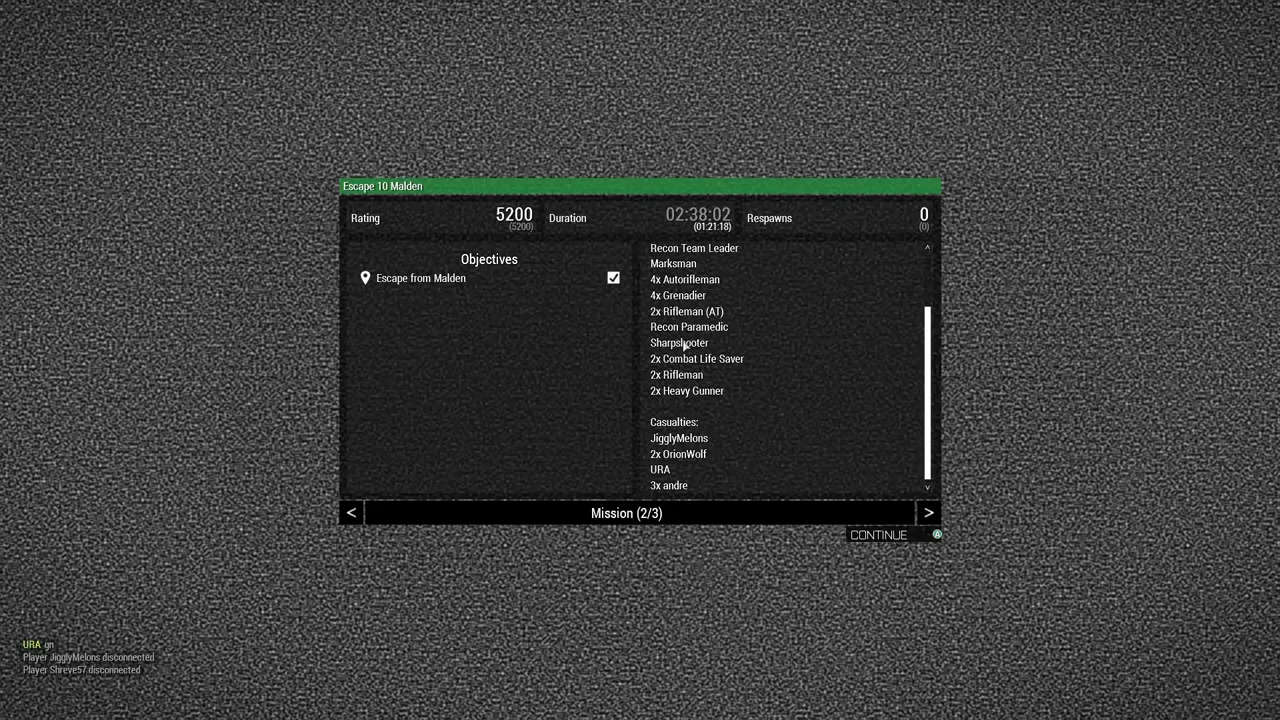 Escape 10 Malden
Rating 5200 (5200) Duration 02:38:02 (01:21:18) Respawns 0 (0)
Objectives
Escape from Malden
Recon Team Leader
Marksman
4x Autorifleman
4x Grenadier
2x Rifleman (AT)
Recon Paramedic
Sharpshooter
2x Combat Life Saver
2x Rifleman
2x Heavy Gunner
Casualties:
JigglyMelons
2x OrionWolf
URA
3x andre
< Mission (2/3) >
CONTINUE A
URA gn
Player JigglyMelons disconnected
Player Shreve57 disconnected